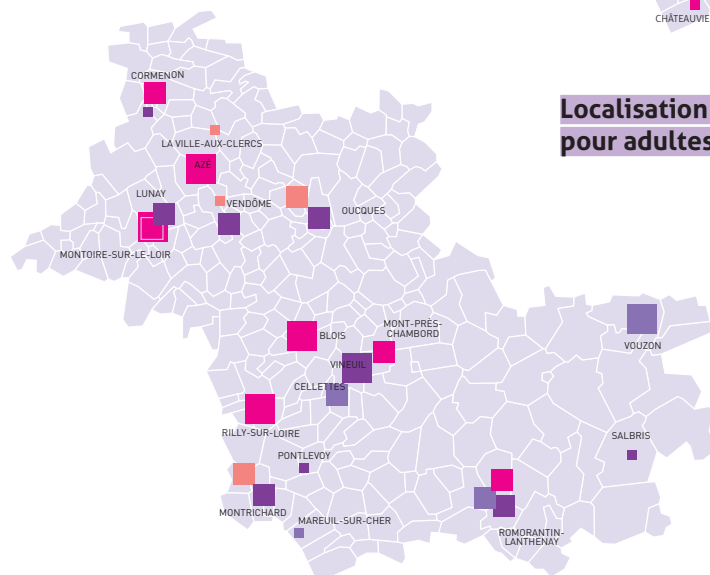 CHÂTEAUVIE
Localisation
pour adultes
CORMENON
LA VILLE-AUX-CLERCS
AZÉ
LUNAY
VENDÔME
OUCQUES
MONTOIRE-SUR-LE-LOIR
BLOIS
MONT-PRÈS-
CHAMBORD
VOUZON
VINEUIL
CELLETTES
RILLY-SUR-LOIRE
SALBRIS
PONTLEVOY
MONTRICHARD
MAREUIL-SUR-CHER
ROMORANTIN-
LANTHENAY